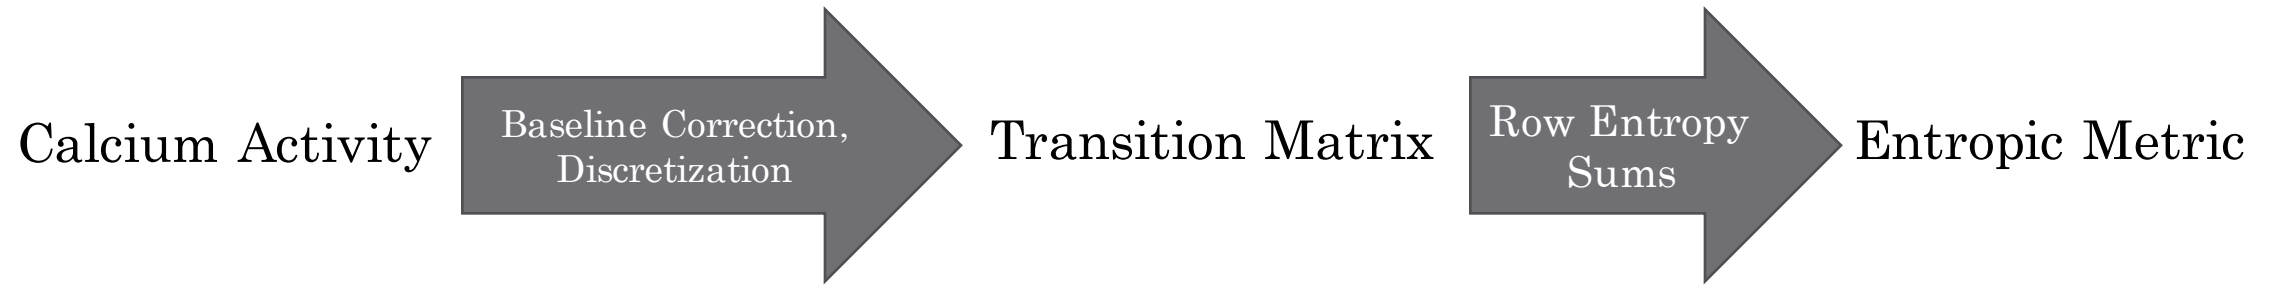 Calcium Activity
Baseline Correction,
Discretization
Transition Matrix
Row Entropy
Sums
Entropic Metric